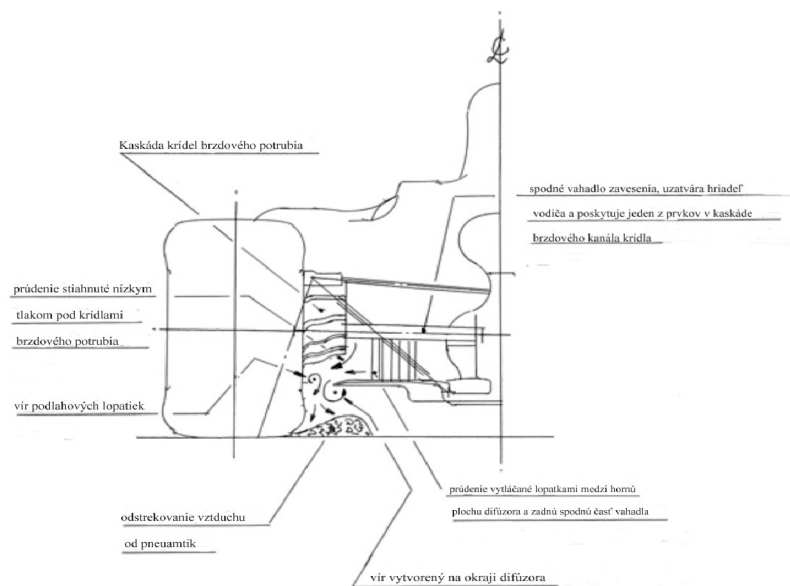 ℄
Kaskáda krídel brzdového potrubia
spodné vahadlo zavesenia, uzatvára hriadeľ
vodiča a poskytuje jeden z prvkov v kaskáde
brzdového kanála krídla
prúdenie stiahnuté nízkym
tlakom pod krídlami
brzdového potrubia
vír podlahových lopatiek
prúdenie vytláčané lopatkami medzi hornú
plochu difúzora a zadnú spodnú časť vahadla
odstrekovanie vztduchu
od pneuamtík
vír vytvorený na okraji difúzora